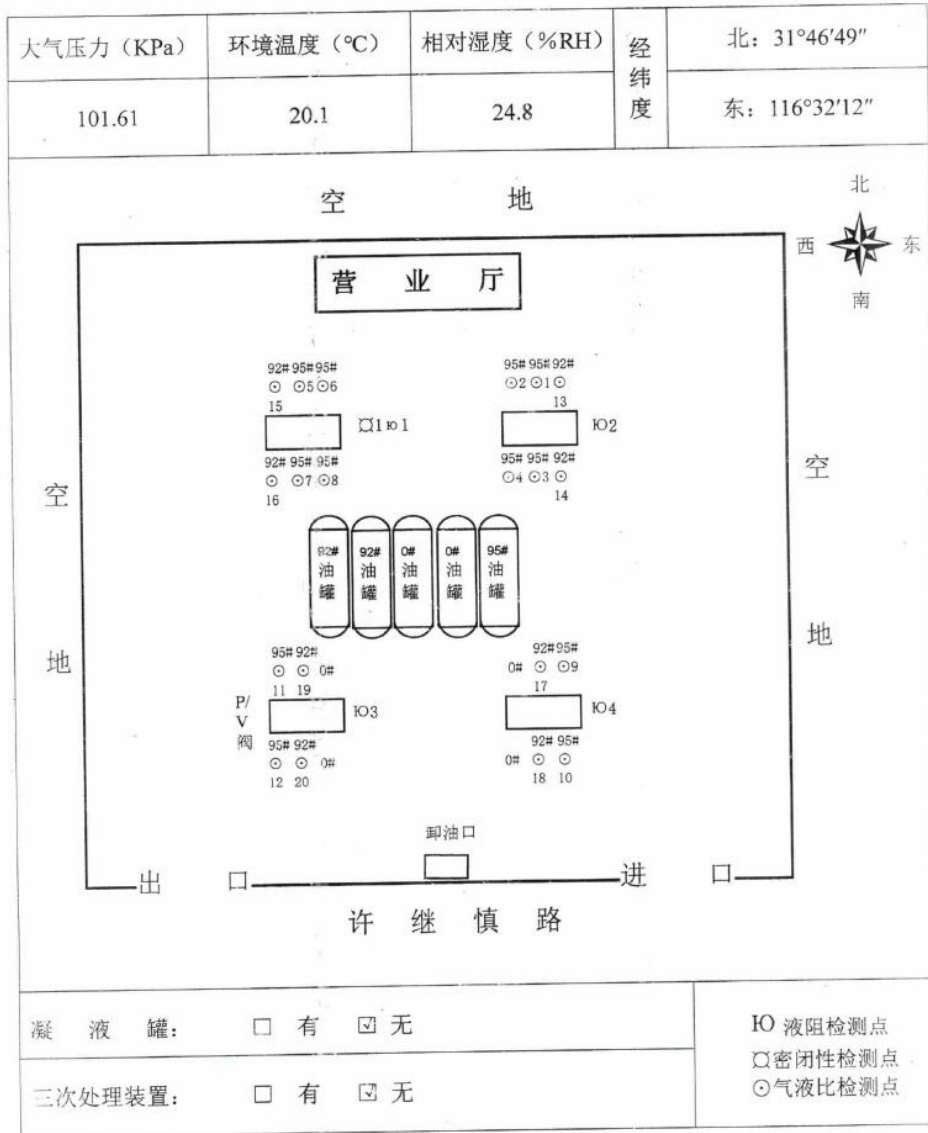 大气压力（KPa） 环境温度（℃） 相对湿度（%RH） 经纬度 北：31°46′49″
101.61 20.1 24.8 东：116°32′12″
空 地
北
西 东
南
营 业 厅
92# 95# 95#
⊙ ⊙5 ⊙6
15
95# 95# 92#
⊙2 ⊙1 ⊙
13
¤1 Ю1
Ю2
92# 95# 95#
⊙ ⊙7 ⊙8
16
95# 95# 92#
⊙4 ⊙3 ⊙
14
空 地
空 地
92# 油罐
92# 油罐
0# 油罐
0# 油罐
95# 油罐
95# 92#
⊙ ⊙ 0#
11 19
92# 95#
0# ⊙ ⊙9
17
P/V阀
Ю3
Ю4
95# 92#
⊙ ⊙ 0#
12 20
92# 95#
0# ⊙ ⊙
18 10
卸油口
出 口 进 口
许 继 慎 路
凝 液 罐： □ 有 ☑ 无
三次处理装置： □ 有 ☑ 无
Ю 液阻检测点
¤密闭性检测点
⊙气液比检测点